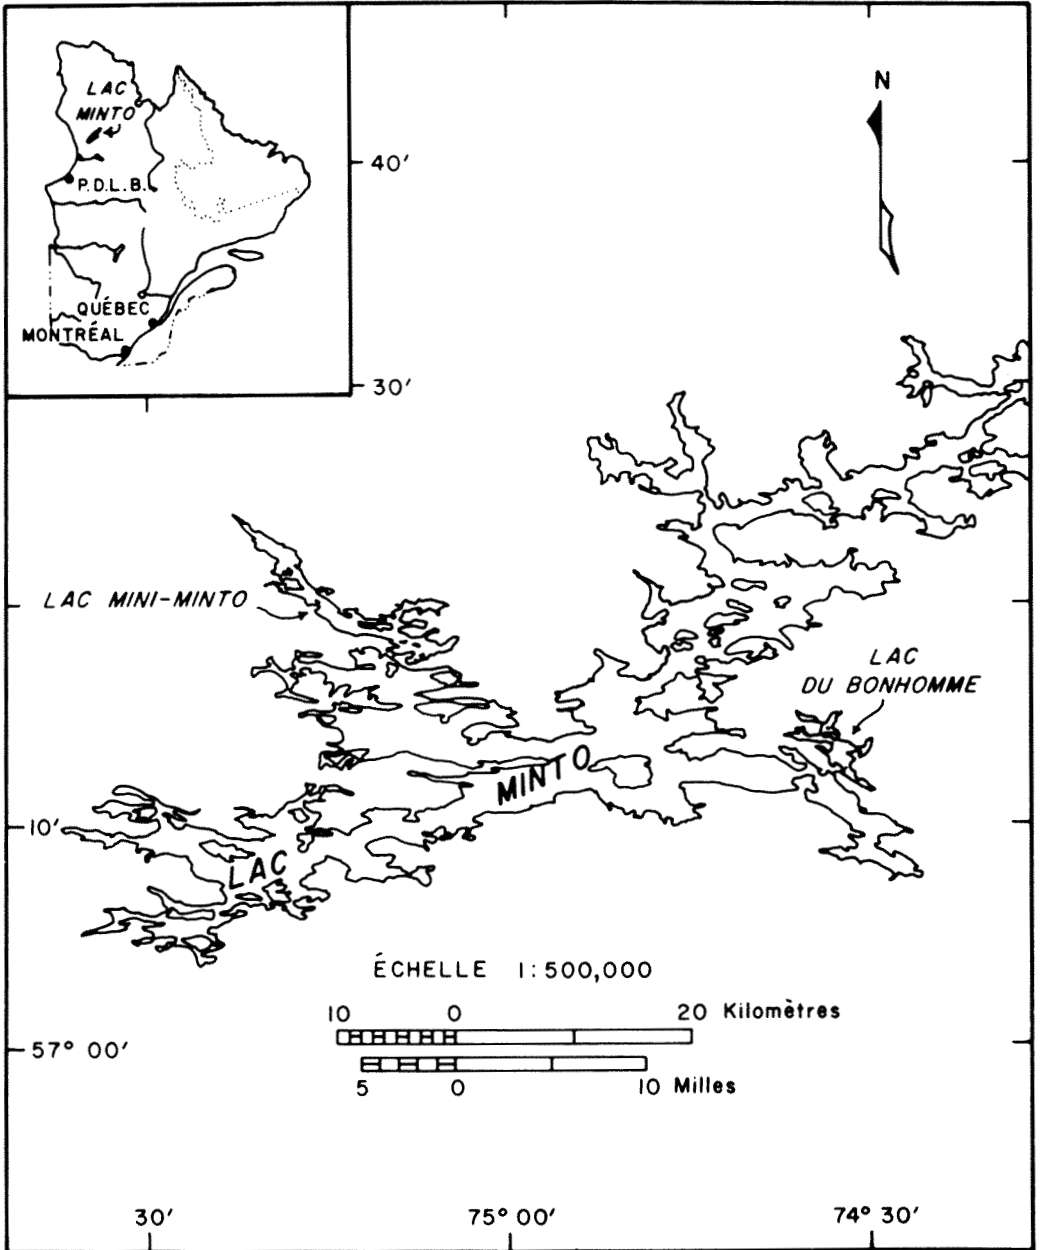 LAC
MINTO
P.D.L.B.
QUÉBEC
MONTRÉAL
N
40'
30'
LAC MINI-MINTO
LAC
DU BONHOMME
MINTO
10'
LAC
ÉCHELLE 1:500,000
10 0 20 Kilomètres
57° 00'
5 0 10 Milles
30' 75° 00' 74° 30'